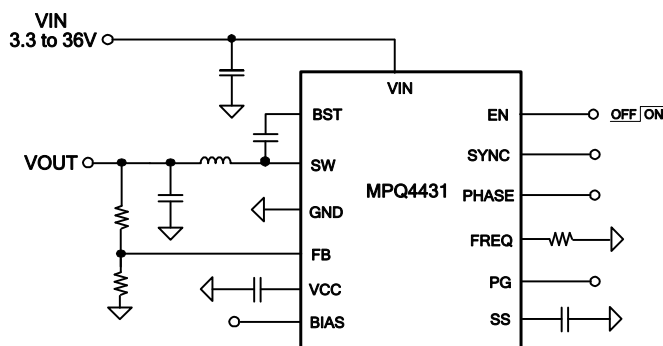 VIN
3.3 to 36V
VIN
BST
EN
OFF ON
SYNC
VOUT
SW
MPQ4431
PHASE
GND
FREQ
FB
PG
VCC
SS
BIAS